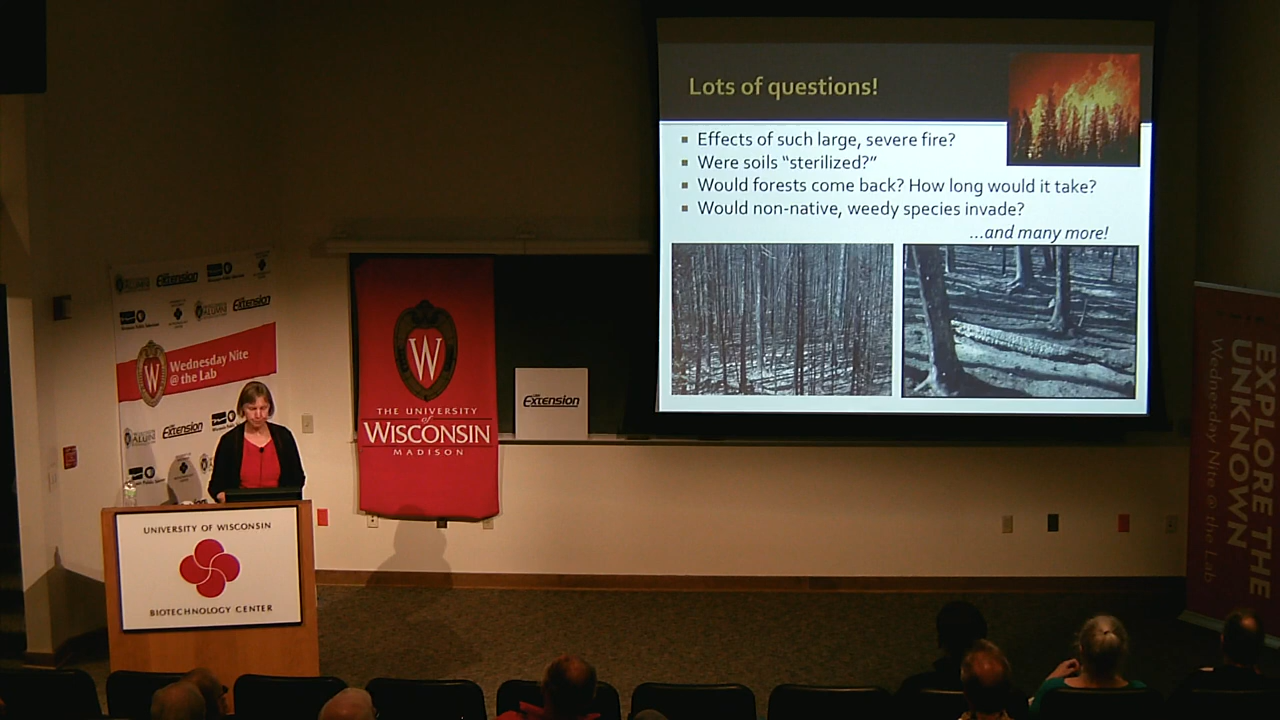 Lots of questions!
Effects of such large, severe fire?
Were soils “sterilized?”
Would forests come back? How long would it take?
Would non-native, weedy species invade?
...and many more!
Extension
Extension
Wednesday Nite
@ the Lab
Extension
W
THE UNIVERSITY
of
WISCONSIN
MADISON
Extension
UNIVERSITY OF WISCONSIN
BIOTECHNOLOGY CENTER
EXPLORE THE
UNKNOWN
Wednesday Nite @ the Lab